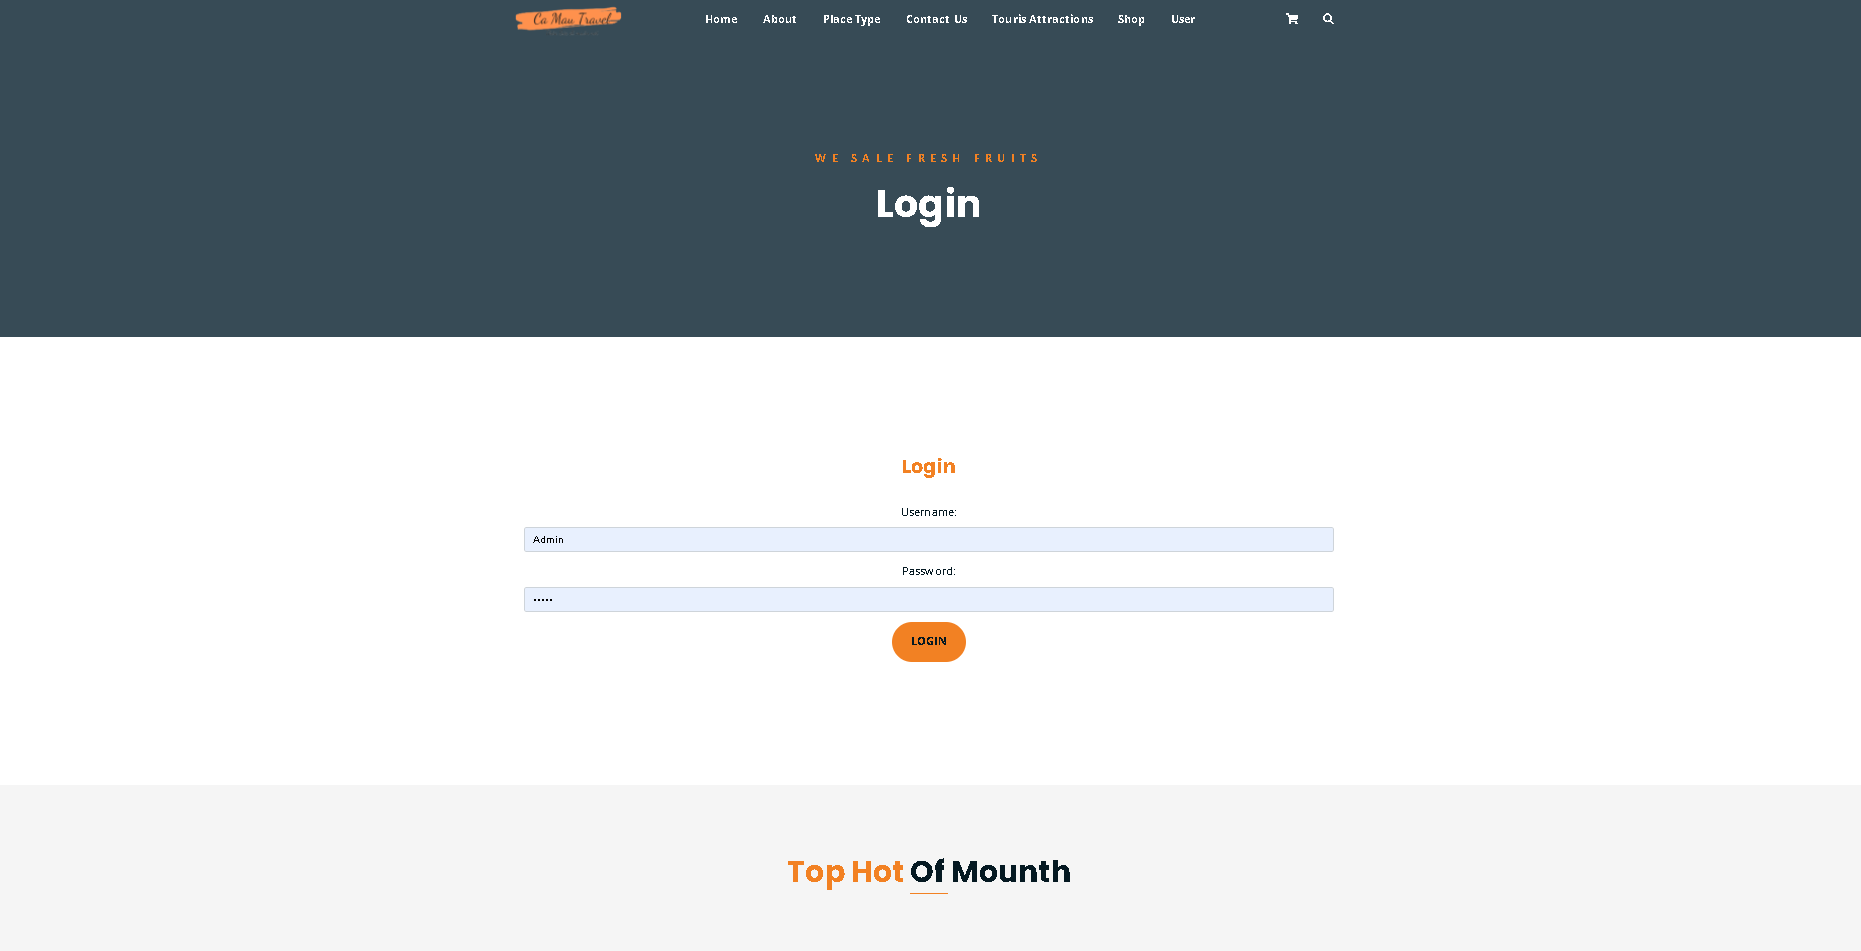 Ca Mau Travel
Home About Place Type Contact Us Touris Attractions Shop User
WE SALE FRESH FRUITS
Login
Login
Username:
Admin
Password:
•••••
LOGIN
Top Hot Of Mounth